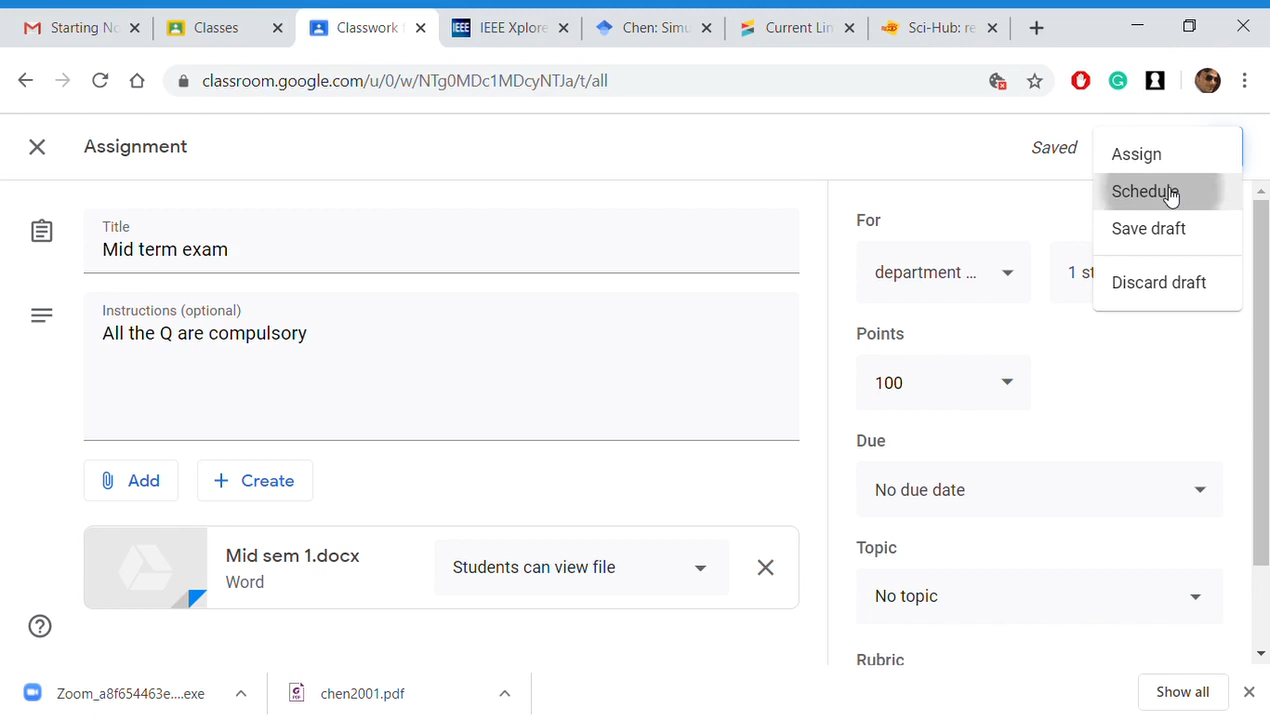 Starting No
Classes
Classwork f
IEEE
IEEE Xplore
Chen: Simu
Current Lin
Sci-Hub: re
classroom.google.com/u/0/w/NTg0MDc1MDcyNTJa/t/all
Assignment
Saved
Assign
Schedule
Save draft
Discard draft
Title
Mid term exam
Instructions (optional)
All the Q are compulsory
Add
Create
Mid sem 1.docx
Word
Students can view file
For
department ...
1 st
Points
100
Due
No due date
Topic
No topic
Rubric
Zoom_a8f654463e....exe
chen2001.pdf
Show all